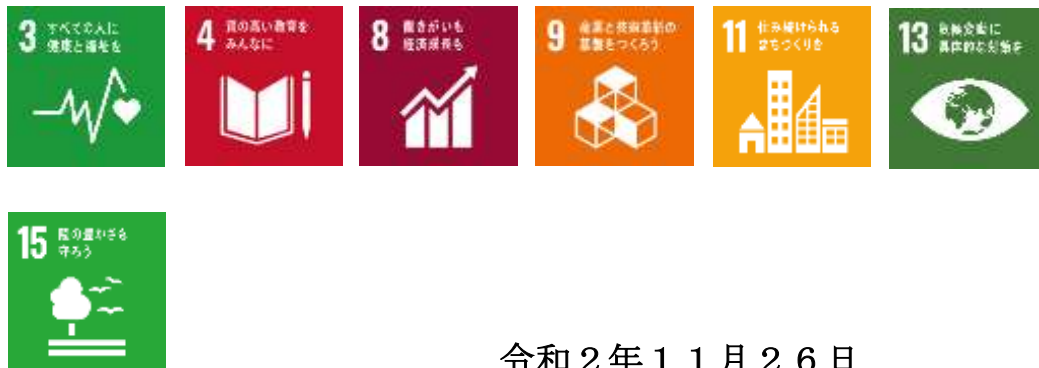 3 すべての人に
健康と福祉を
4 質の高い教育を
みんなに
8 働きがいも
経済成長も
9 産業と技術革新の
基盤をつくろう
11 住み続けられる
まちづくりを
13 気候変動に
具体的な対策を
15 陸の豊かさも
守ろう
令和２年１１月２６日